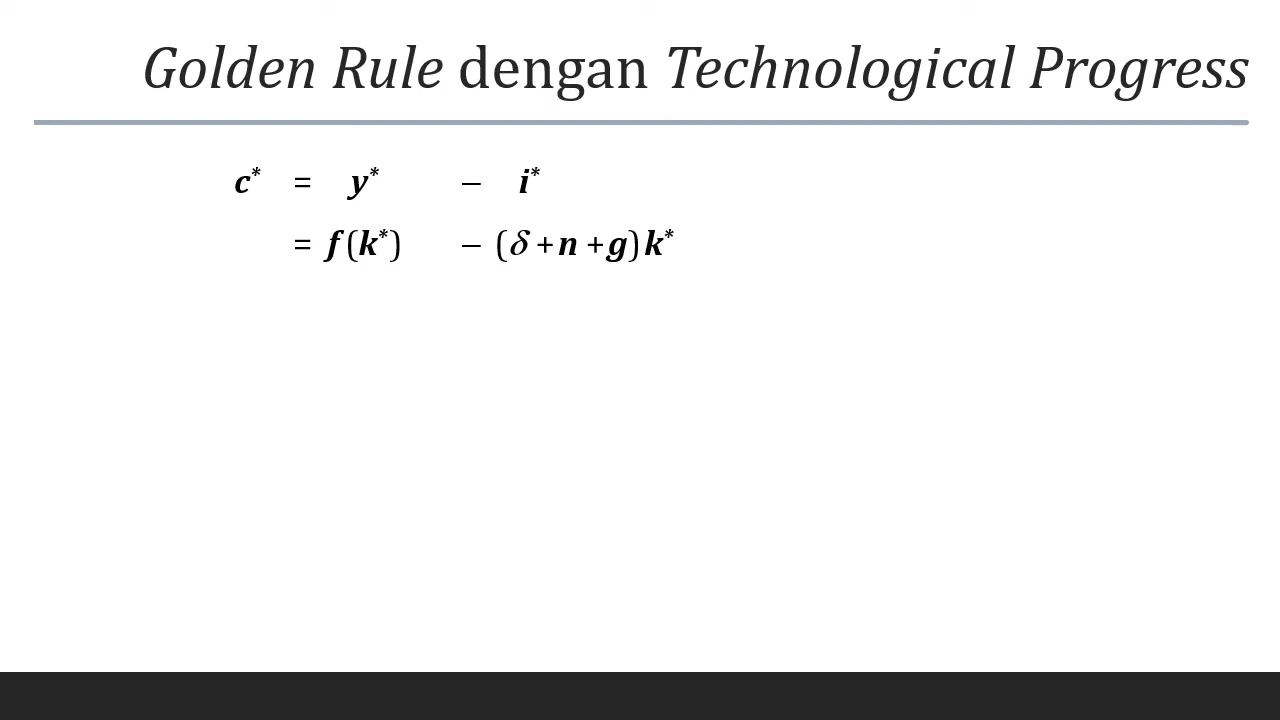 Golden Rule dengan Technological Progress
c* = y* − i*
= f(k*) − (δ + n + g)k*